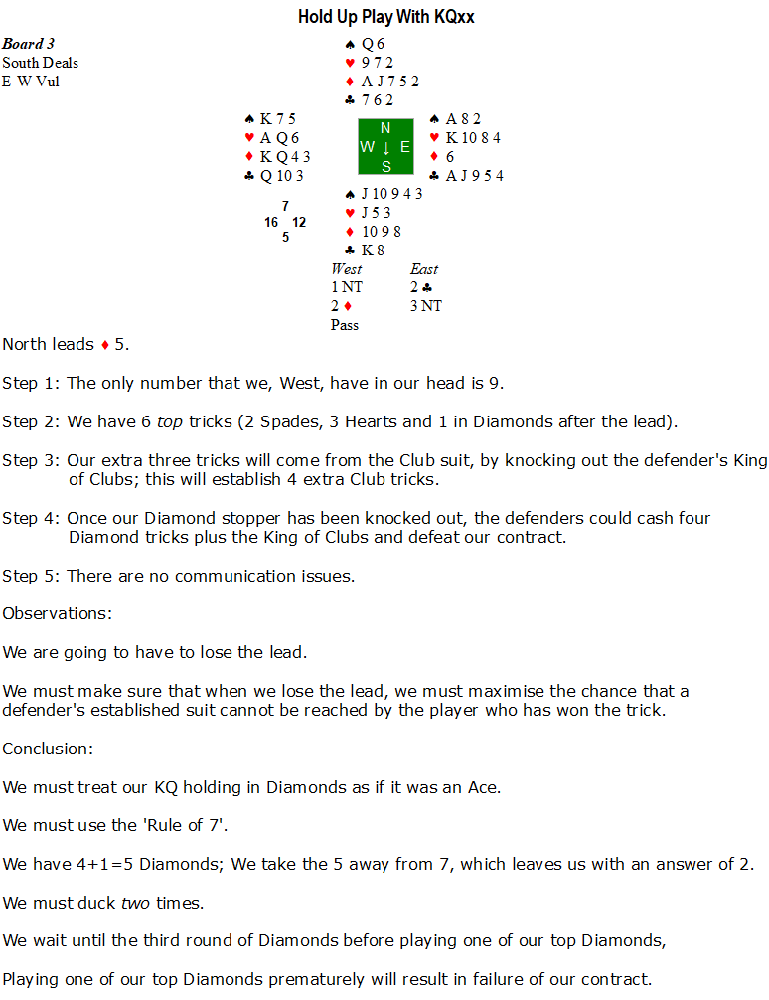 Hold Up Play With KQxx
Board 3
South Deals
E-W Vul
♠ Q 6
♥ 9 7 2
♦ A J 7 5 2
♣ 7 6 2
♠ K 7 5
♥ A Q 6
♦ K Q 4 3
♣ Q 10 3
N
W ↓ E
S
♠ A 8 2
♥ K 10 8 4
♦ 6
♣ A J 9 5 4
♠ J 10 9 4 3
♥ J 5 3
♦ 10 9 8
♣ K 8
7
16 12
5
West East
1 NT 2 ♣
2 ♦ 3 NT
Pass
North leads ♦ 5.
Step 1: The only number that we, West, have in our head is 9.
Step 2: We have 6 top tricks (2 Spades, 3 Hearts and 1 in Diamonds after the lead).
Step 3: Our extra three tricks will come from the Club suit, by knocking out the defender's King
of Clubs; this will establish 4 extra Club tricks.
Step 4: Once our Diamond stopper has been knocked out, the defenders could cash four
Diamond tricks plus the King of Clubs and defeat our contract.
Step 5: There are no communication issues.
Observations:
We are going to have to lose the lead.
We must make sure that when we lose the lead, we must maximise the chance that a
defender's established suit cannot be reached by the player who has won the trick.
Conclusion:
We must treat our KQ holding in Diamonds as if it was an Ace.
We must use the 'Rule of 7'.
We have 4+1=5 Diamonds; We take the 5 away from 7, which leaves us with an answer of 2.
We must duck two times.
We wait until the third round of Diamonds before playing one of our top Diamonds,
Playing one of our top Diamonds prematurely will result in failure of our contract.